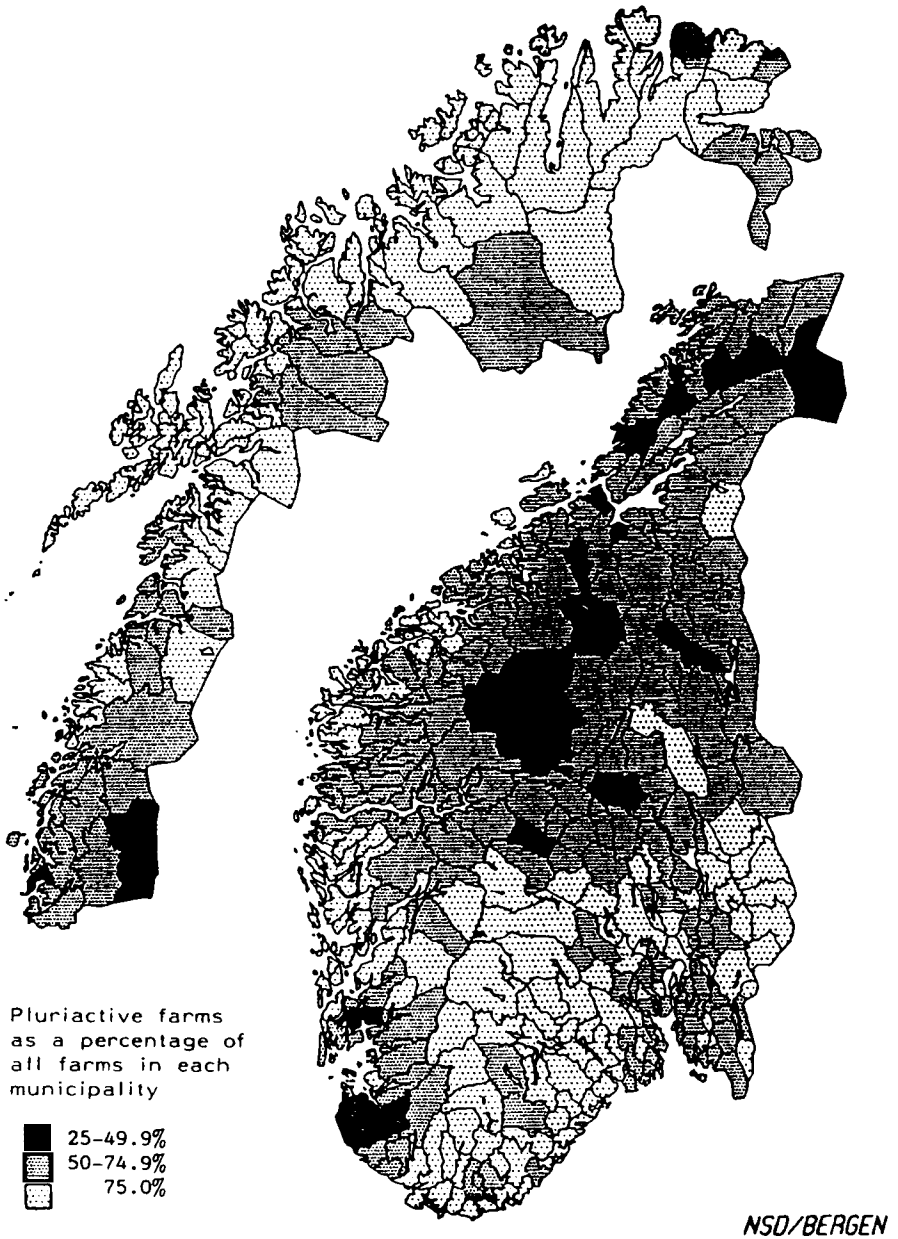 Pluriactive farms
as a percentage of
all farms in each
municipality
25-49.9%
50-74.9%
75.0%
NSD/BERGEN